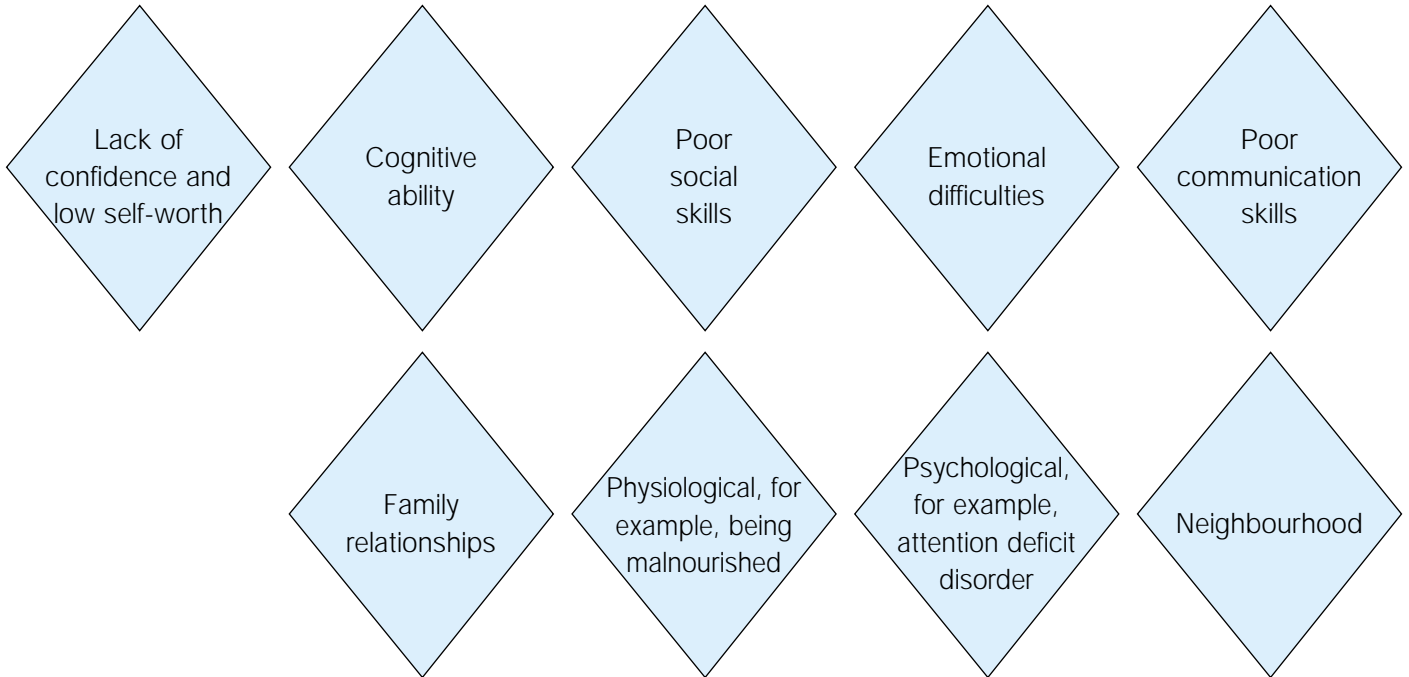 Lack of
confidence and
low self-worth
Cognitive
ability
Poor
social
skills
Emotional
difficulties
Poor
communication
skills
Family
relationships
Physiological, for
example, being
malnourished
Psychological,
for example,
attention deficit
disorder
Neighbourhood